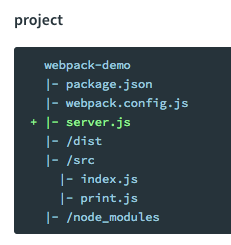 project
webpack-demo
|- package.json
|- webpack.config.js
+ |- server.js
|- /dist
|- /src
|- index.js
|- print.js
|- /node_modules